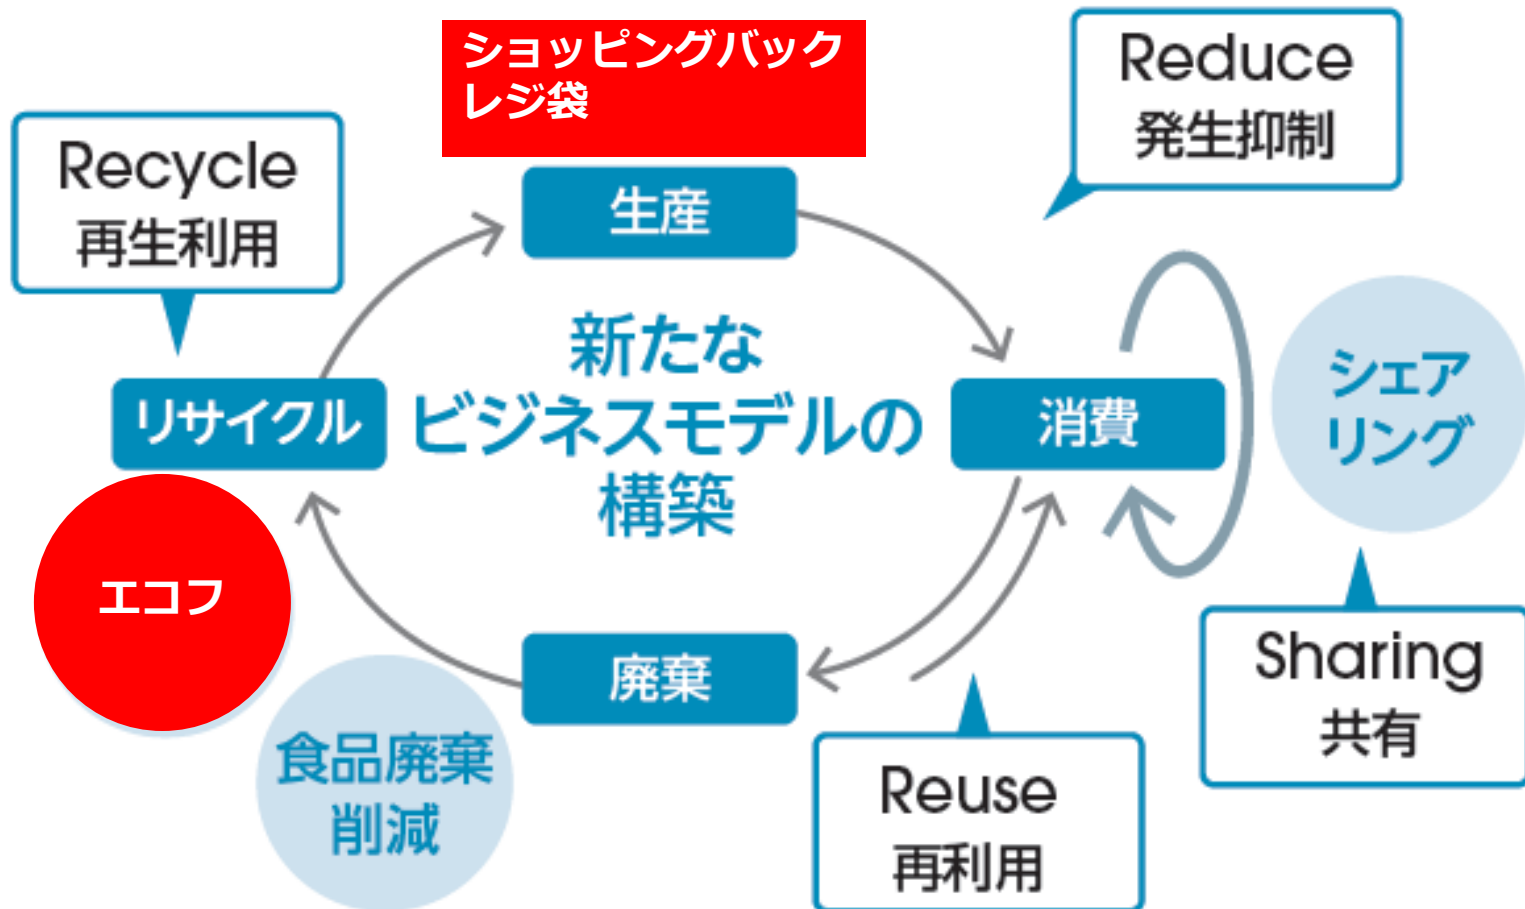 ショッピングバック
レジ袋
Reduce
発生抑制
Recycle
再生利用
生産
新たな
ビジネスモデルの
構築
リサイクル
消費
シェア
リング
エコフ
廃棄
Sharing
共有
食品廃棄
削減
Reuse
再利用